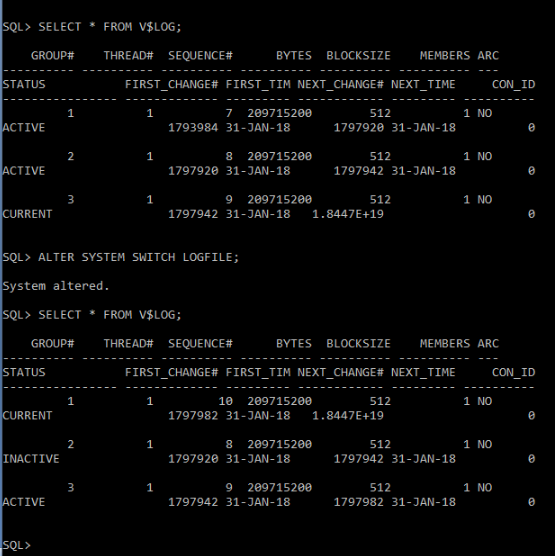 SQL> SELECT * FROM V$LOG;
GROUP# THREAD# SEQUENCE# BYTES BLOCKSIZE MEMBERS ARC
---------- ---------- ---------- ---------- ---------- ---------- ---
STATUS FIRST_CHANGE# FIRST_TIM NEXT_CHANGE# NEXT_TIME CON_ID
---------------- ------------- --------- ------------ --------- ----------
1 1 7 209715200 512 1 NO
ACTIVE 1793984 31-JAN-18 1797920 31-JAN-18 0
2 1 8 209715200 512 1 NO
ACTIVE 1797920 31-JAN-18 1797942 31-JAN-18 0
3 1 9 209715200 512 1 NO
CURRENT 1797942 31-JAN-18 1.8447E+19 0
SQL> ALTER SYSTEM SWITCH LOGFILE;
System altered.
SQL> SELECT * FROM V$LOG;
GROUP# THREAD# SEQUENCE# BYTES BLOCKSIZE MEMBERS ARC
---------- ---------- ---------- ---------- ---------- ---------- ---
STATUS FIRST_CHANGE# FIRST_TIM NEXT_CHANGE# NEXT_TIME CON_ID
---------------- ------------- --------- ------------ --------- ----------
1 1 10 209715200 512 1 NO
CURRENT 1797982 31-JAN-18 1.8447E+19 0
2 1 8 209715200 512 1 NO
INACTIVE 1797920 31-JAN-18 1797942 31-JAN-18 0
3 1 9 209715200 512 1 NO
ACTIVE 1797942 31-JAN-18 1797982 31-JAN-18 0
SQL>